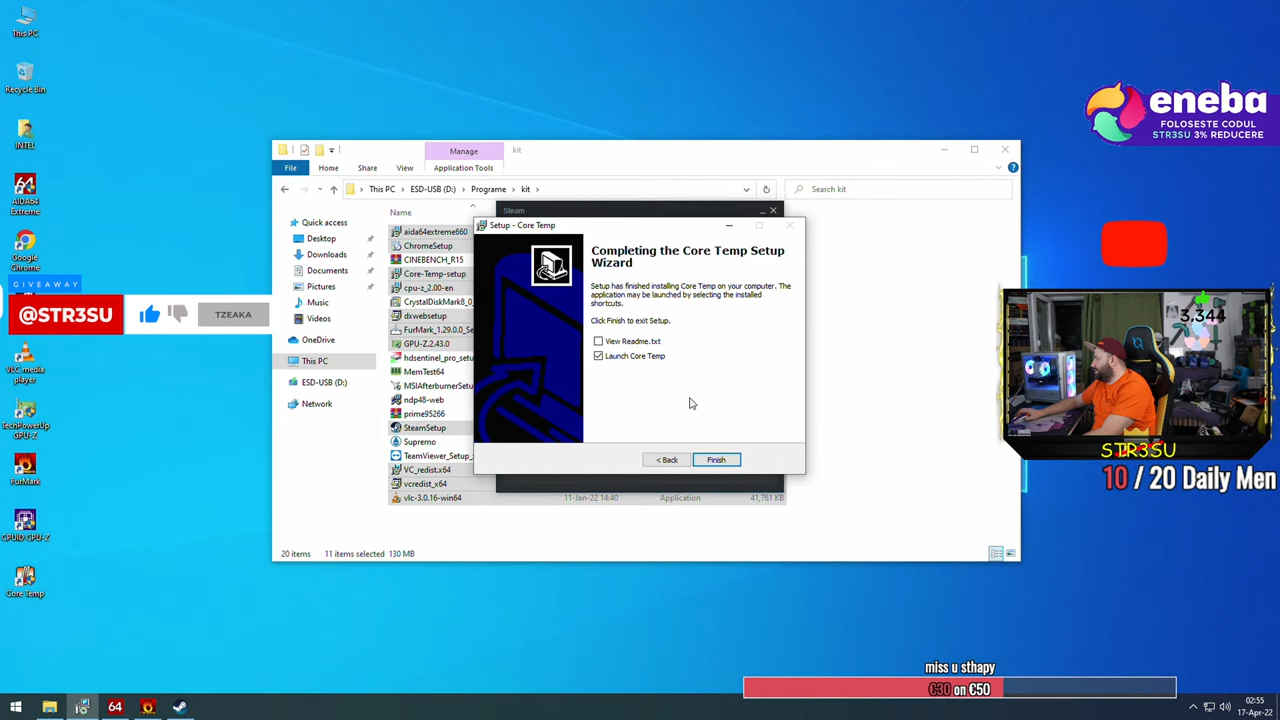 This PC
Recycle Bin
INTEL
AIDA64
Extreme
Google
Chrome
GIVEAWAY
@STR3SU
TZEAKA
VLC media
player
TechPowerUp
GPU-Z
FurMark
CPUID CPU-Z
Core Temp
Manage
kit
File
Home
Share
View
Application Tools
This PC
ESD-USB (D:)
Programe
kit
Search kit
Quick access
Desktop
Downloads
Documents
Pictures
Music
Videos
OneDrive
This PC
ESD-USB (D:)
Network
Name
aida64extreme660
ChromeSetup
CINEBENCH_R15
Core-Temp-setup
cpu-z_2.00-en
CrystalDiskMark8_0_
dxwebsetup
FurMark_1.29.0.0_Se
GPU-Z.2.43.0
hdsentinel_pro_setu
MemTest64
MSIAfterburnerSetu
ndp48-web
prime95266
SteamSetup
Supremo
TeamViewer_Setup_
VC_redist.x64
vcredist_x64
vlc-3.0.16-win64
11-Jan-22 14:40
Application
41,761 KB
20 items
11 items selected
130 MB
Steam
Setup - Core Temp
Completing the Core Temp Setup
Wizard
Setup has finished installing Core Temp on your computer. The
application may be launched by selecting the installed
shortcuts.
Click Finish to exit Setup.
View Readme.txt
Launch Core Temp
< Back
Finish
eneba
FOLOSESTE CODUL
STR3SU 3% REDUCERE
3,344
STR3SU
10 / 20 Daily Men
miss u sthapy
€30 on €50
64
02:55
17-Apr-22